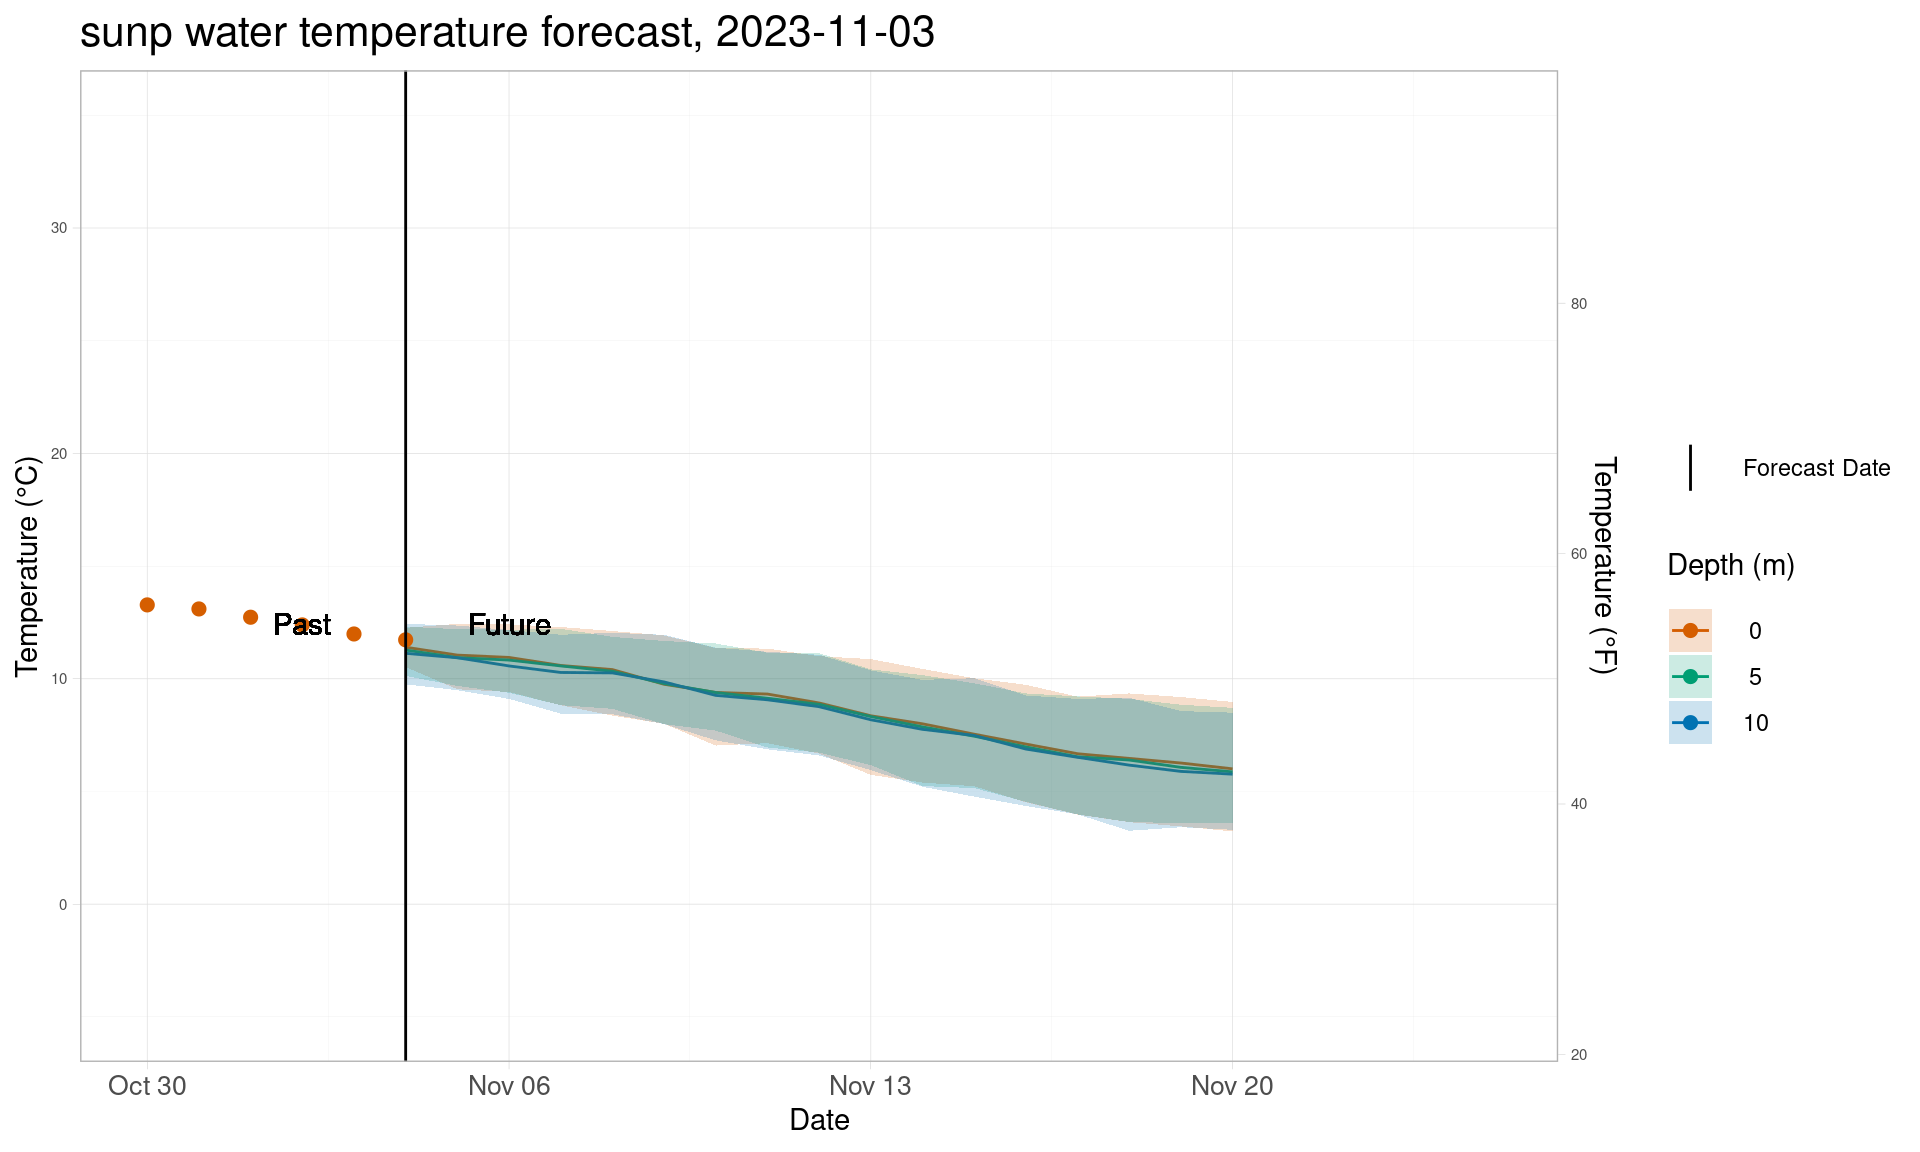 sunp water temperature forecast, 2023-11-03
Temperature (°C)
30
20
10
0
Past
Future
80
60
40
20
Temperature (°F)
Oct 30
Nov 06
Nov 13
Nov 20
Date
Forecast Date
Depth (m)
0
5
10